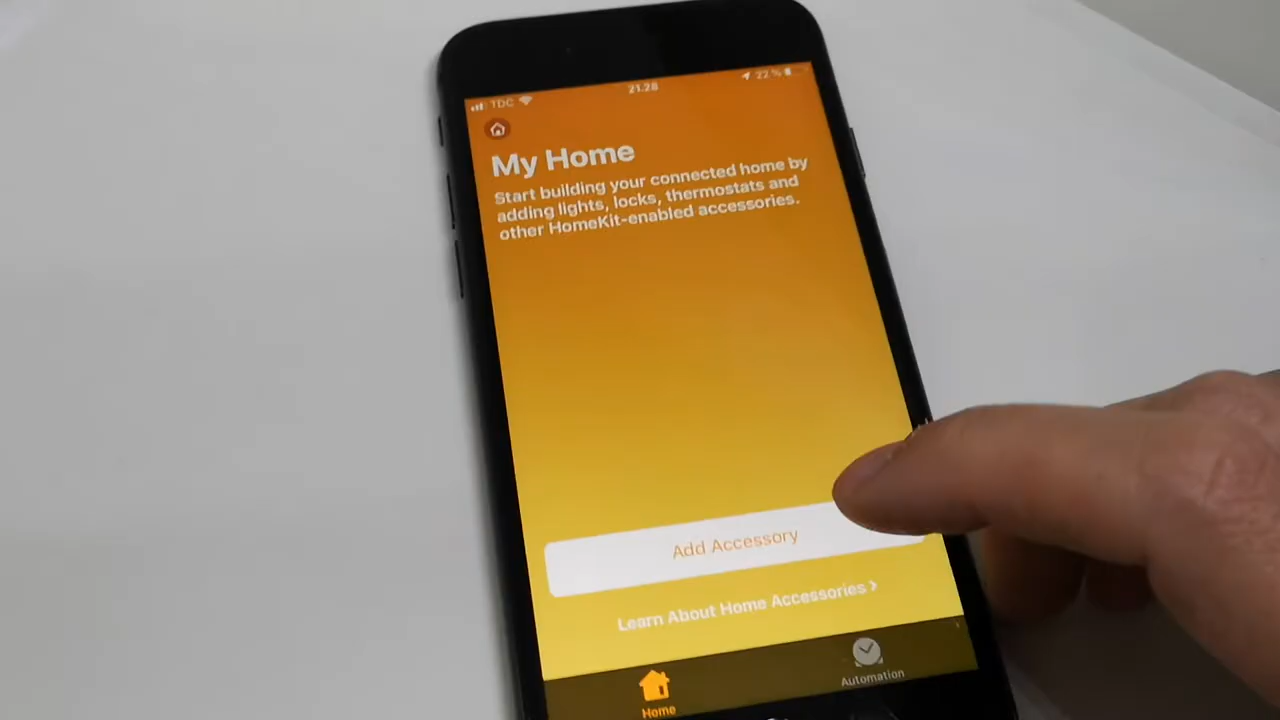 TDC 21.28 22 %
My Home
Start building your connected home by
adding lights, locks, thermostats and
other HomeKit-enabled accessories.
Add Accessory
Learn About Home Accessories >
Home Automation